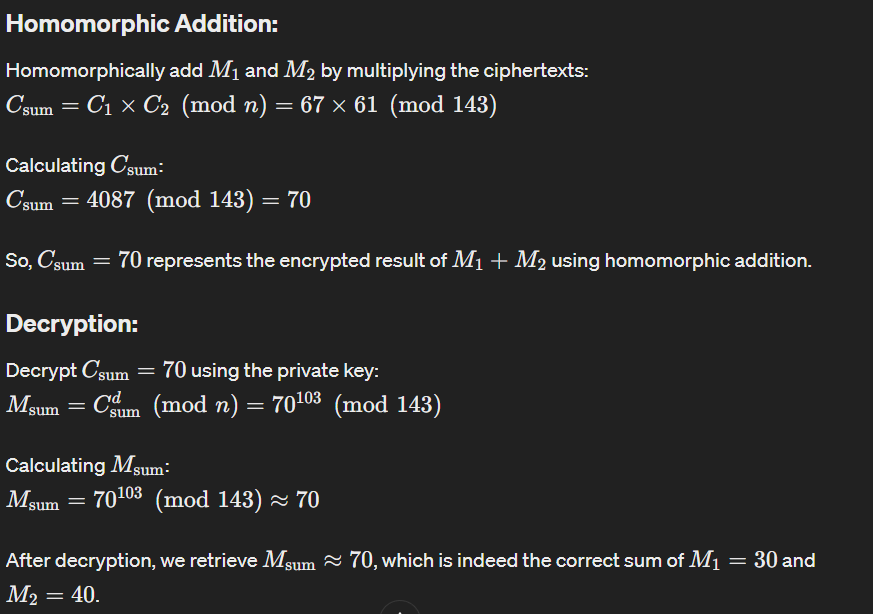 Homomorphic Addition:
Homomorphically add M₁ and M₂ by multiplying the ciphertexts:
C_sum = C₁ × C₂ (mod n) = 67 × 61 (mod 143)
Calculating C_sum:
C_sum = 4087 (mod 143) = 70
So, C_sum = 70 represents the encrypted result of M₁ + M₂ using homomorphic addition.
Decryption:
Decrypt C_sum = 70 using the private key:
M_sum = C_sum^d (mod n) = 70¹⁰³ (mod 143)
Calculating M_sum:
M_sum = 70¹⁰³ (mod 143) ≈ 70
After decryption, we retrieve M_sum ≈ 70, which is indeed the correct sum of M₁ = 30 and
M₂ = 40.